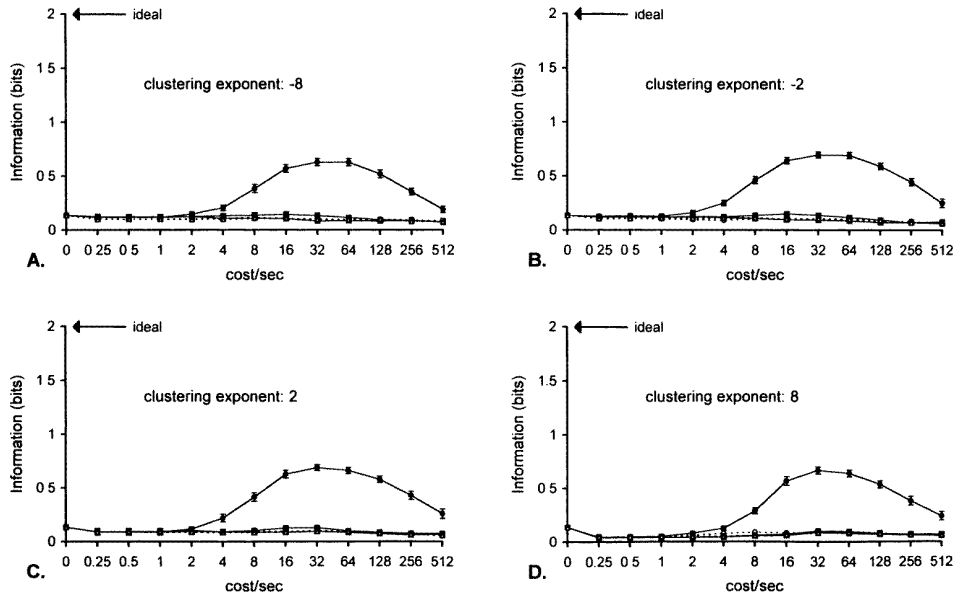 2
ideal
1 5
clustering exponent: -8
1
0 5
0
Information (bits)
0 0 25 0 5 1 2 4 8 16 32 64 128 256 512
A.
cost/sec
2
ideal
1 5
clustering exponent: -2
1
0 5
0
Information (bits)
0 0 25 0 5 1 2 4 8 16 32 64 128 256 512
B.
cost/sec
2
ideal
1 5
clustering exponent: 2
1
0 5
0
Information (bits)
0 0 25 0 5 1 2 4 8 16 32 64 128 256 512
C.
cost/sec
2
ideal
1.5
clustering exponent: 8
1
0 5
0
Information (bits)
0 0.25 0 5 1 2 4 8 16 32 64 128 256 512
D.
cost/sec